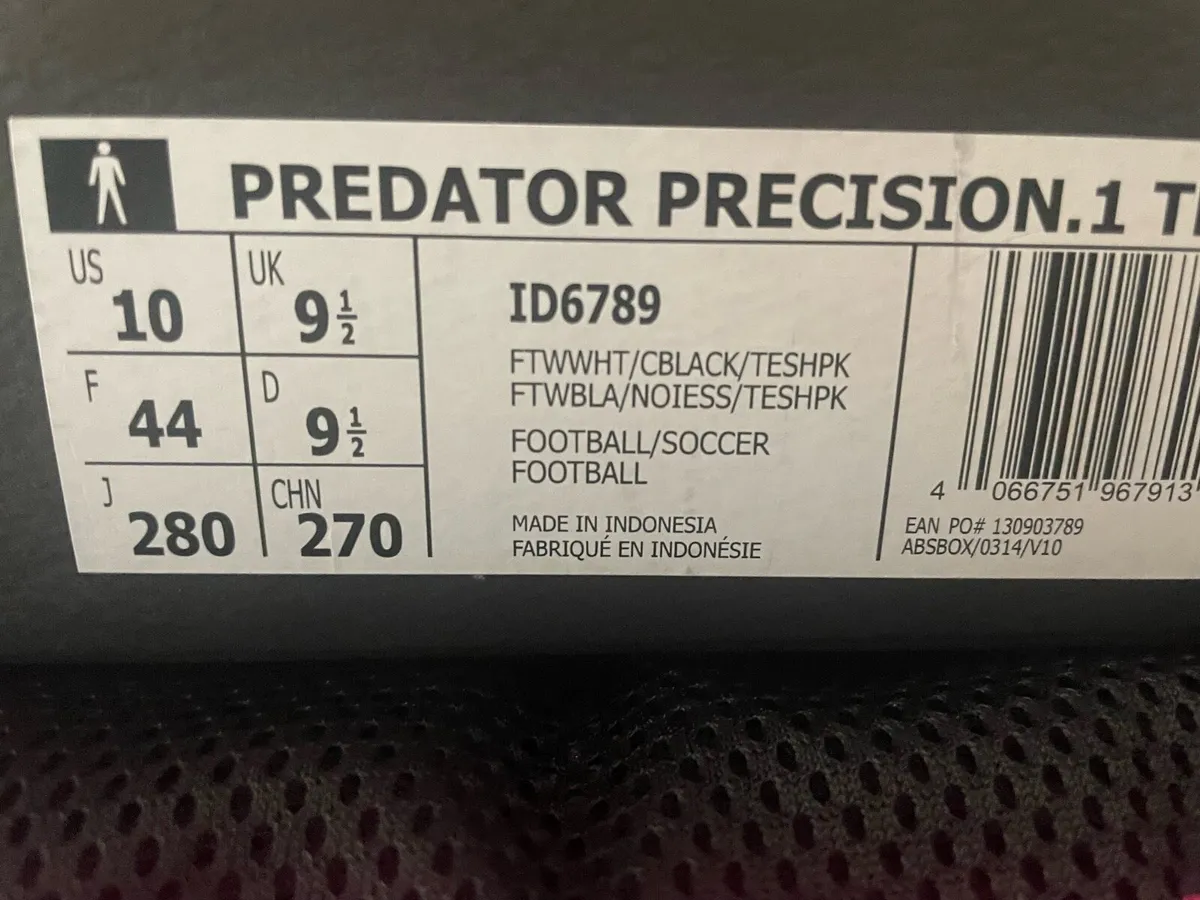 PREDATOR PRECISION.1
US 10
UK 9 1/2
F 44
D 9 1/2
J 280
CHN 270
ID6789
FTWWHT/CBLACK/TESHPK
FTWBLA/NOIESS/TESHPK
FOOTBALL/SOCCER
FOOTBALL
MADE IN INDONESIA
FABRIQUÉ EN INDONÉSIE
4 066751 967913
EAN PO# 130903789
ABSBOX/0314/V10